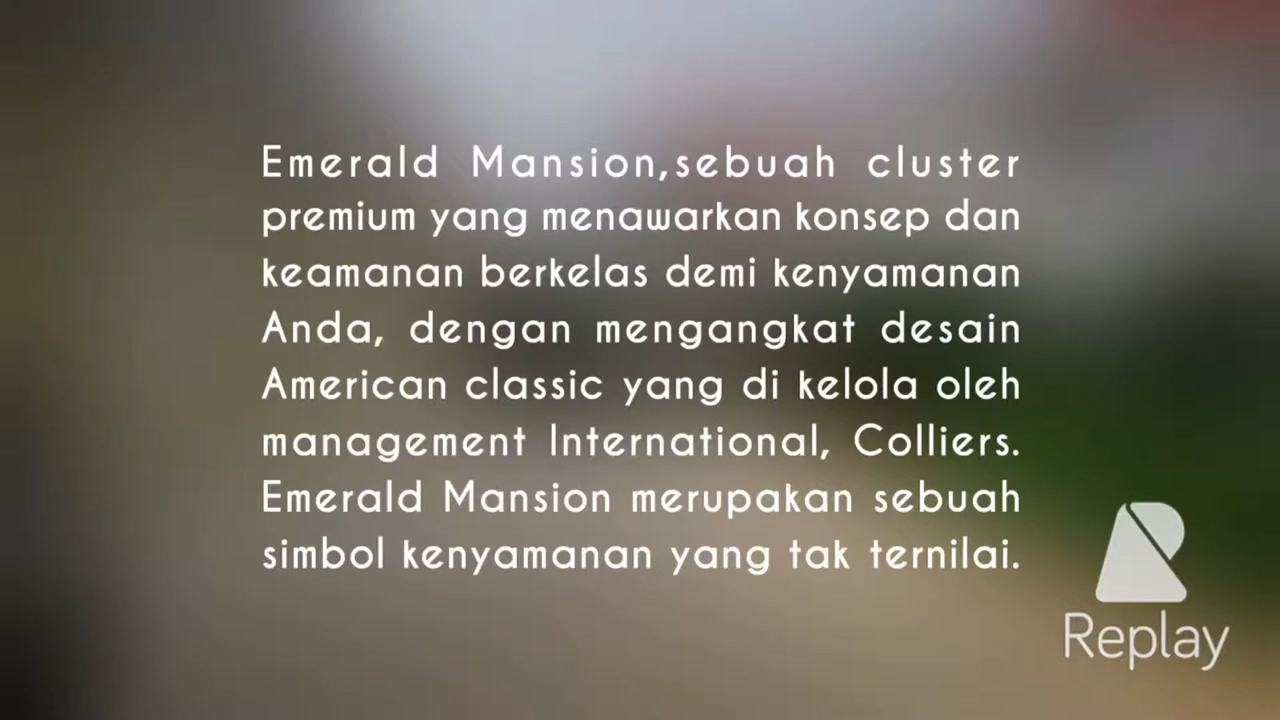 Emerald Mansion,sebuah cluster
premium yang menawarkan konsep dan
keamanan berkelas demi kenyamanan
Anda, dengan mengangkat desain
American classic yang di kelola oleh
management International, Colliers.
Emerald Mansion merupakan sebuah
simbol kenyamanan yang tak ternilai.
Replay